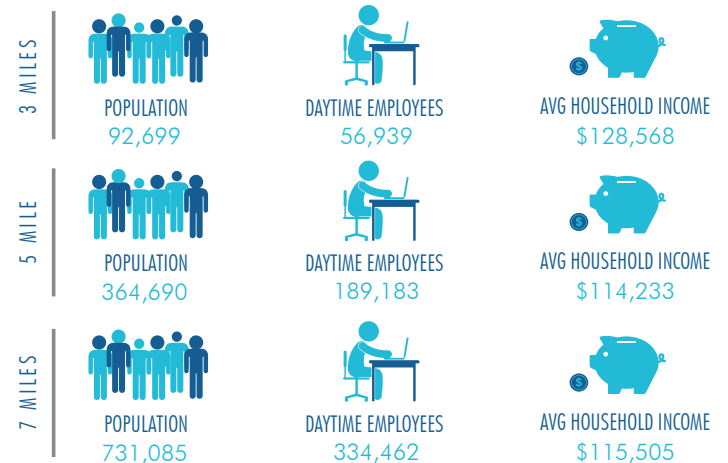 3 MILES
POPULATION
92,699
DAYTIME EMPLOYEES
56,939
$
AVG HOUSEHOLD INCOME
$128,568
5 MILE
POPULATION
364,690
DAYTIME EMPLOYEES
189,183
$
AVG HOUSEHOLD INCOME
$114,233
7 MILES
POPULATION
731,085
DAYTIME EMPLOYEES
334,462
$
AVG HOUSEHOLD INCOME
$115,505